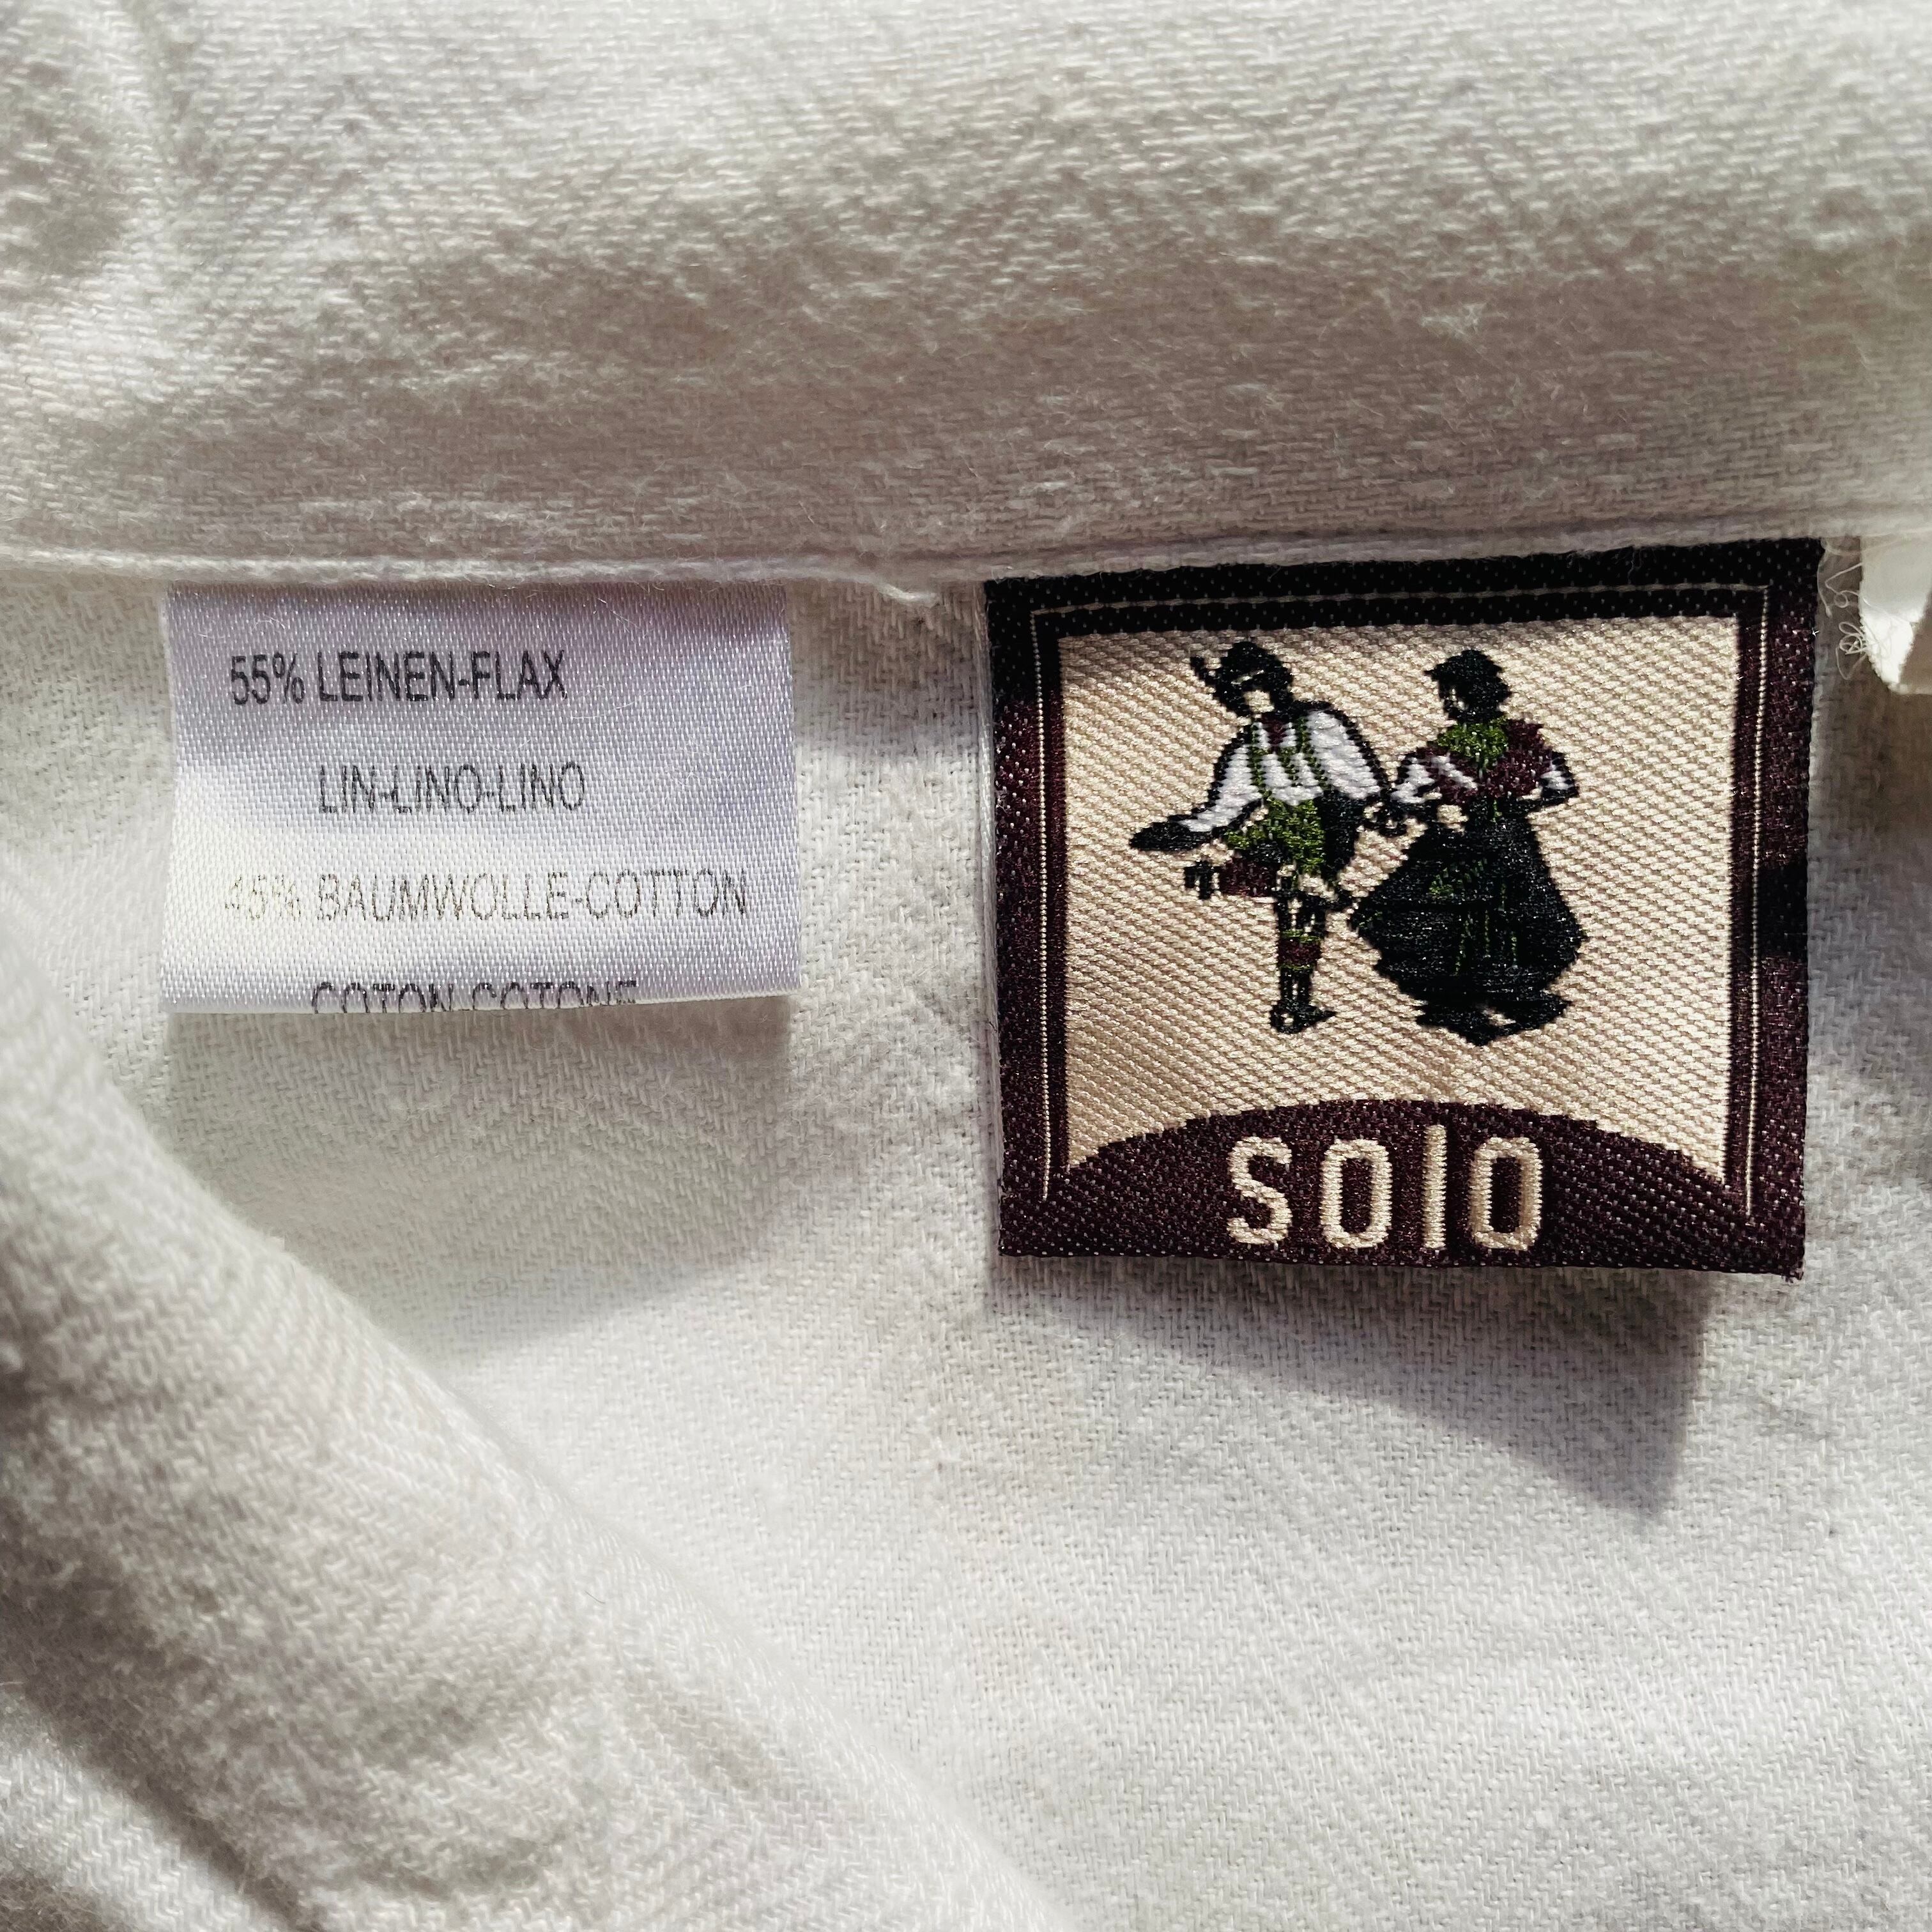 55% LEINEN-FLAX
LIN-LINO-LINO
45% BAUMWOLLE-COTTON
COTON-COTONE
SOlO